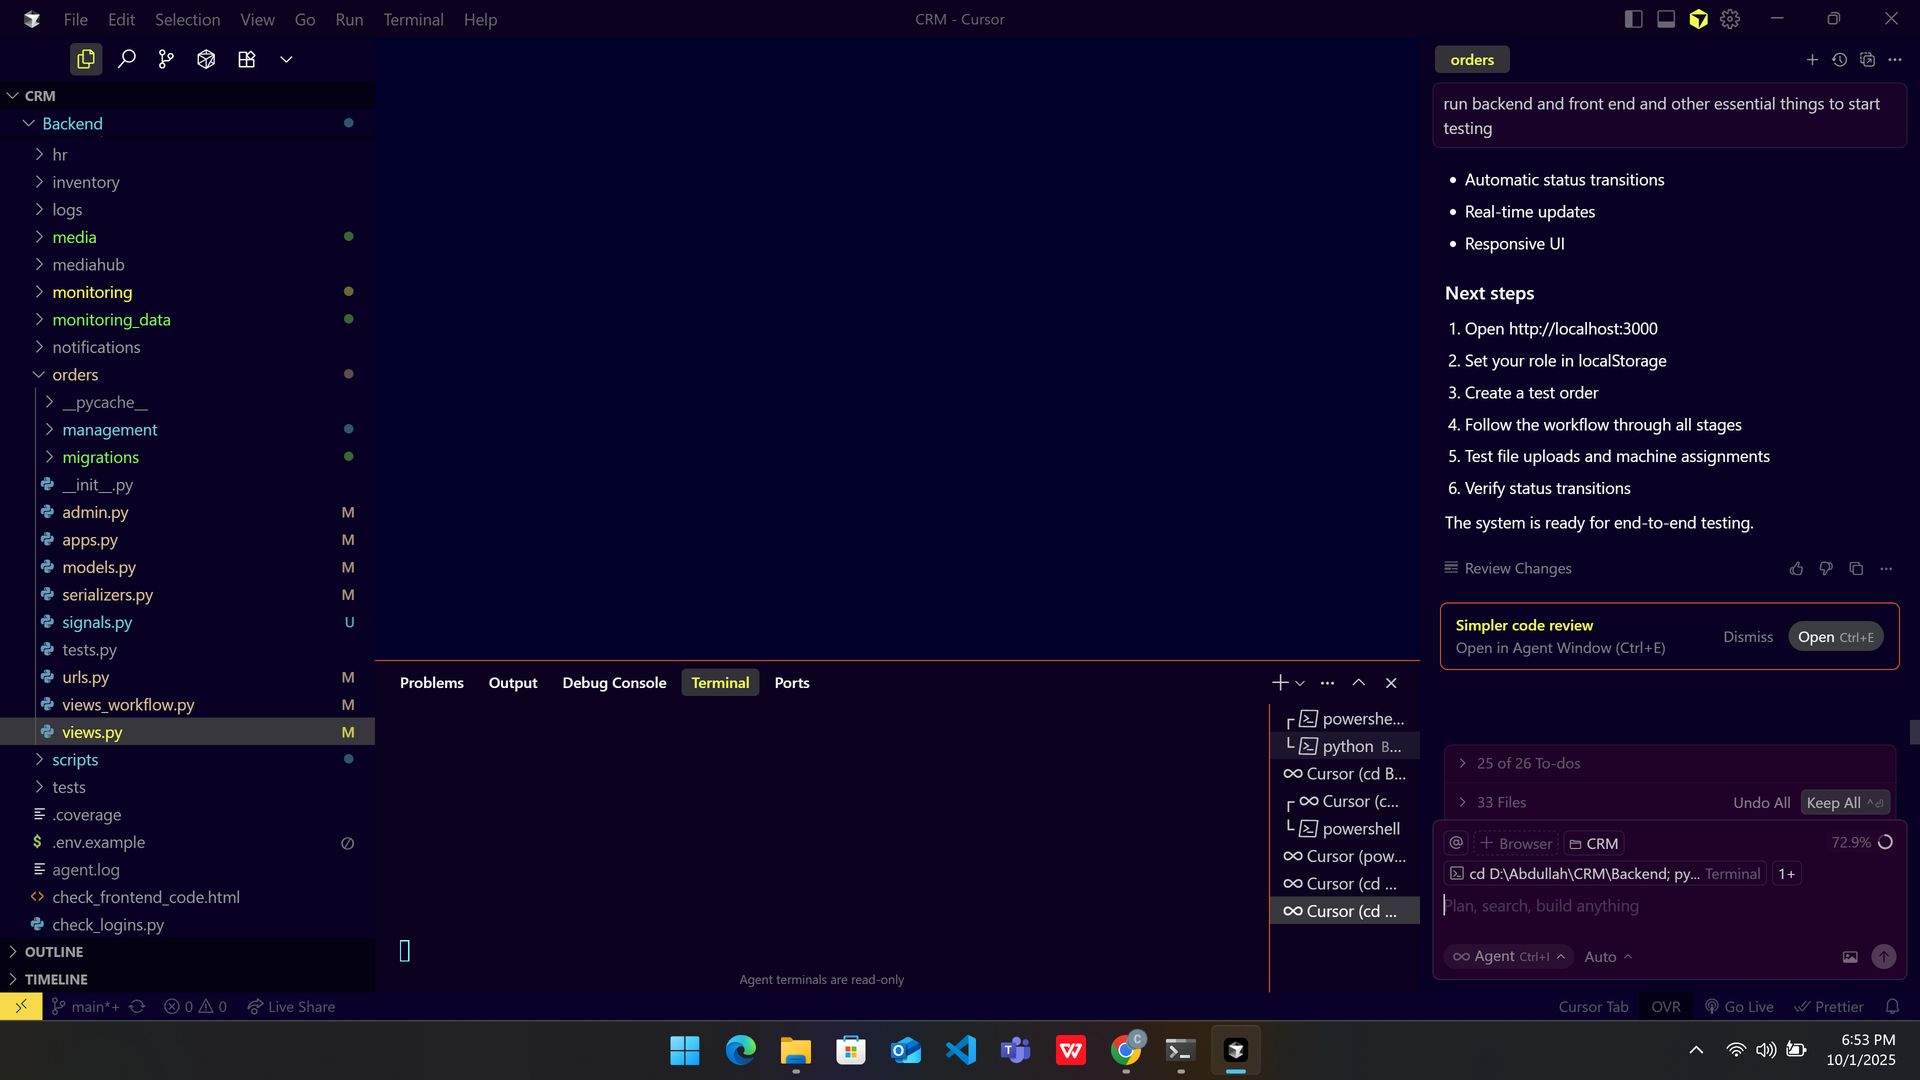 File Edit Selection View Go Run Terminal Help
CRM - Cursor
CRM
Backend
hr
inventory
logs
media
mediahub
monitoring
monitoring_data
notifications
orders
__pycache__
management
migrations
__init__.py
admin.py M
apps.py M
models.py M
serializers.py M
signals.py U
tests.py
urls.py M
views_workflow.py M
views.py M
scripts
tests
.coverage
$ .env.example
agent.log
check_frontend_code.html
check_logins.py
OUTLINE
TIMELINE
Problems Output Debug Console Terminal Ports
powershe...
python B...
Cursor (cd B...
Cursor (c...
powershell
Cursor (pow...
Cursor (cd ...
Cursor (cd ...
Agent terminals are read-only
orders
run backend and front end and other essential things to start
testing
• Automatic status transitions
• Real-time updates
• Responsive UI
Next steps
1. Open http://localhost:3000
2. Set your role in localStorage
3. Create a test order
4. Follow the workflow through all stages
5. Test file uploads and machine assignments
6. Verify status transitions
The system is ready for end-to-end testing.
Review Changes
Simpler code review
Open in Agent Window (Ctrl+E)
Dismiss
Open Ctrl+E
25 of 26 To-dos
33 Files Undo All Keep All ^⏎
@ + Browser CRM 72.9%
cd D:\Abdullah\CRM\Backend; py... Terminal 1+
Plan, search, build anything
Agent Ctrl+I Auto
main*+ 0 0 Live Share
Cursor Tab OVR Go Live Prettier
6:53 PM
10/1/2025